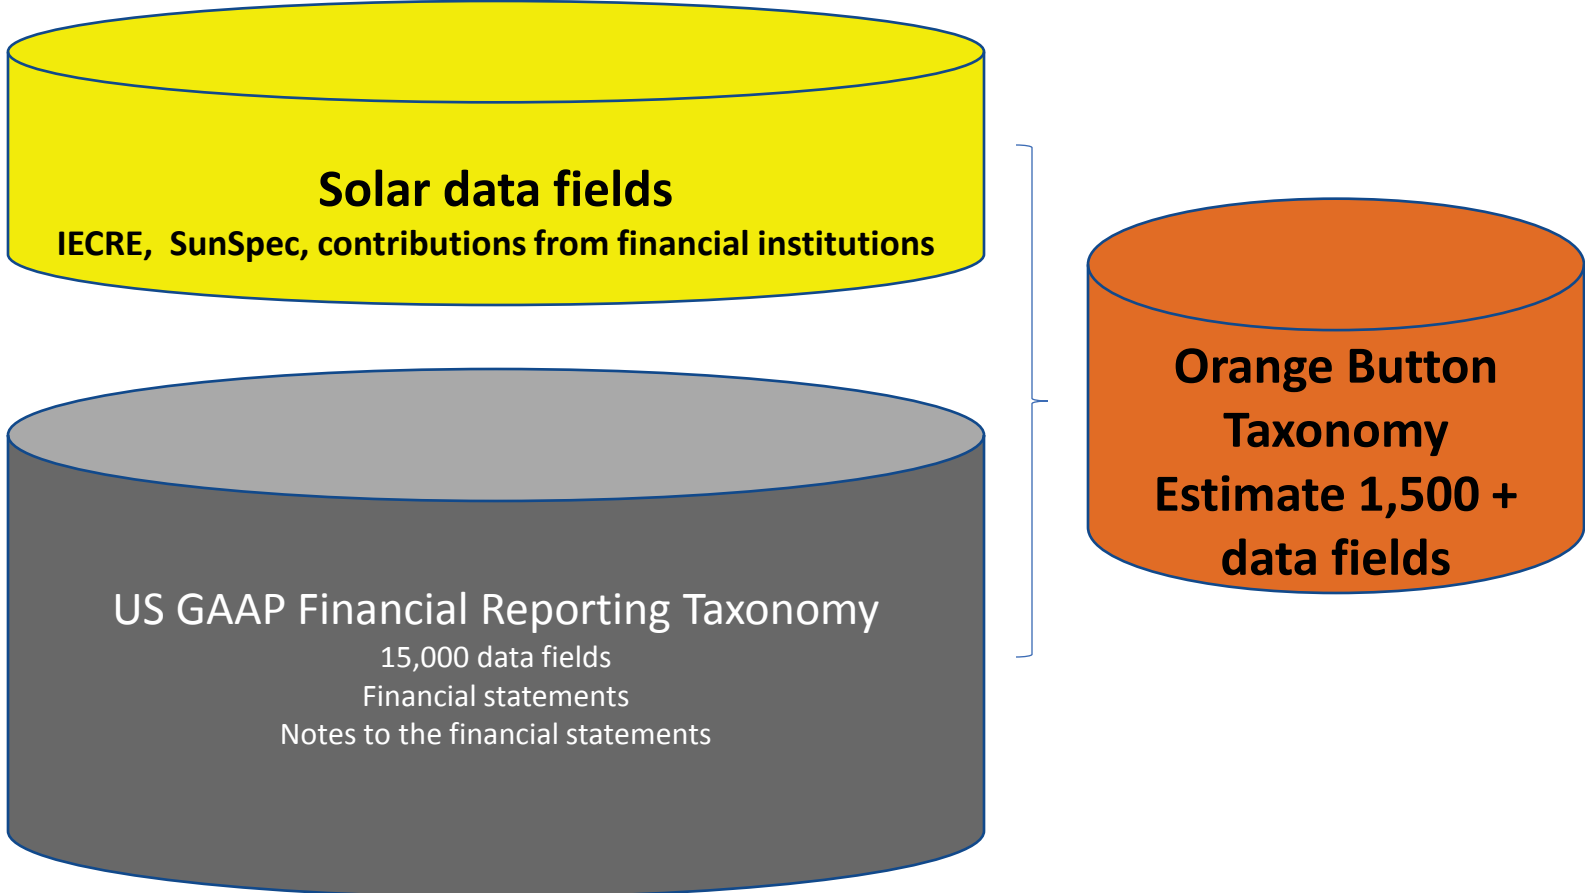 Solar data fields
IECRE,  SunSpec, contributions from financial institutions
US GAAP Financial Reporting Taxonomy
15,000 data fields
Financial statements
Notes to the financial statements
Orange Button
Taxonomy
Estimate 1,500 +
data fields